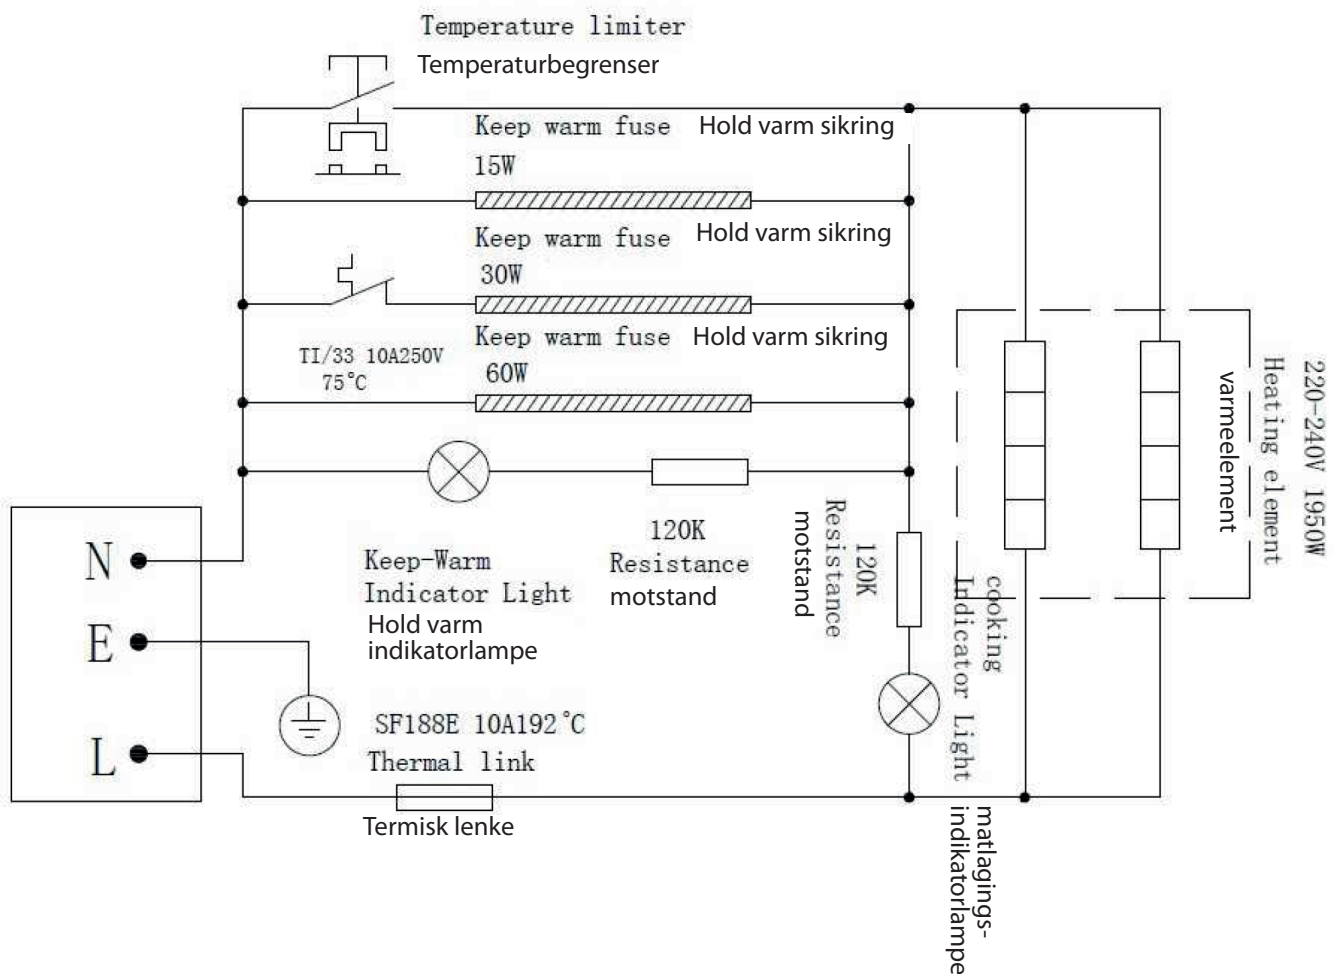 Temperature limiter
Temperaturbegrenser
Keep warm fuse
Hold varm sikring
15W
Keep warm fuse
Hold varm sikring
30W
Keep warm fuse
Hold varm sikring
TI/33 10A250V
75°C
60W
220-240V 1950W
Heating element
varmeelement
N
E
L
Keep-Warm
Indicator Light
Hold varm
indikatorlampe
120K
Resistance
motstand
120K
Resistance
motstand
cooking
Indicator Light
matlagings-
indikatorlampe
SF188E 10A192°C
Thermal link
Termisk lenke